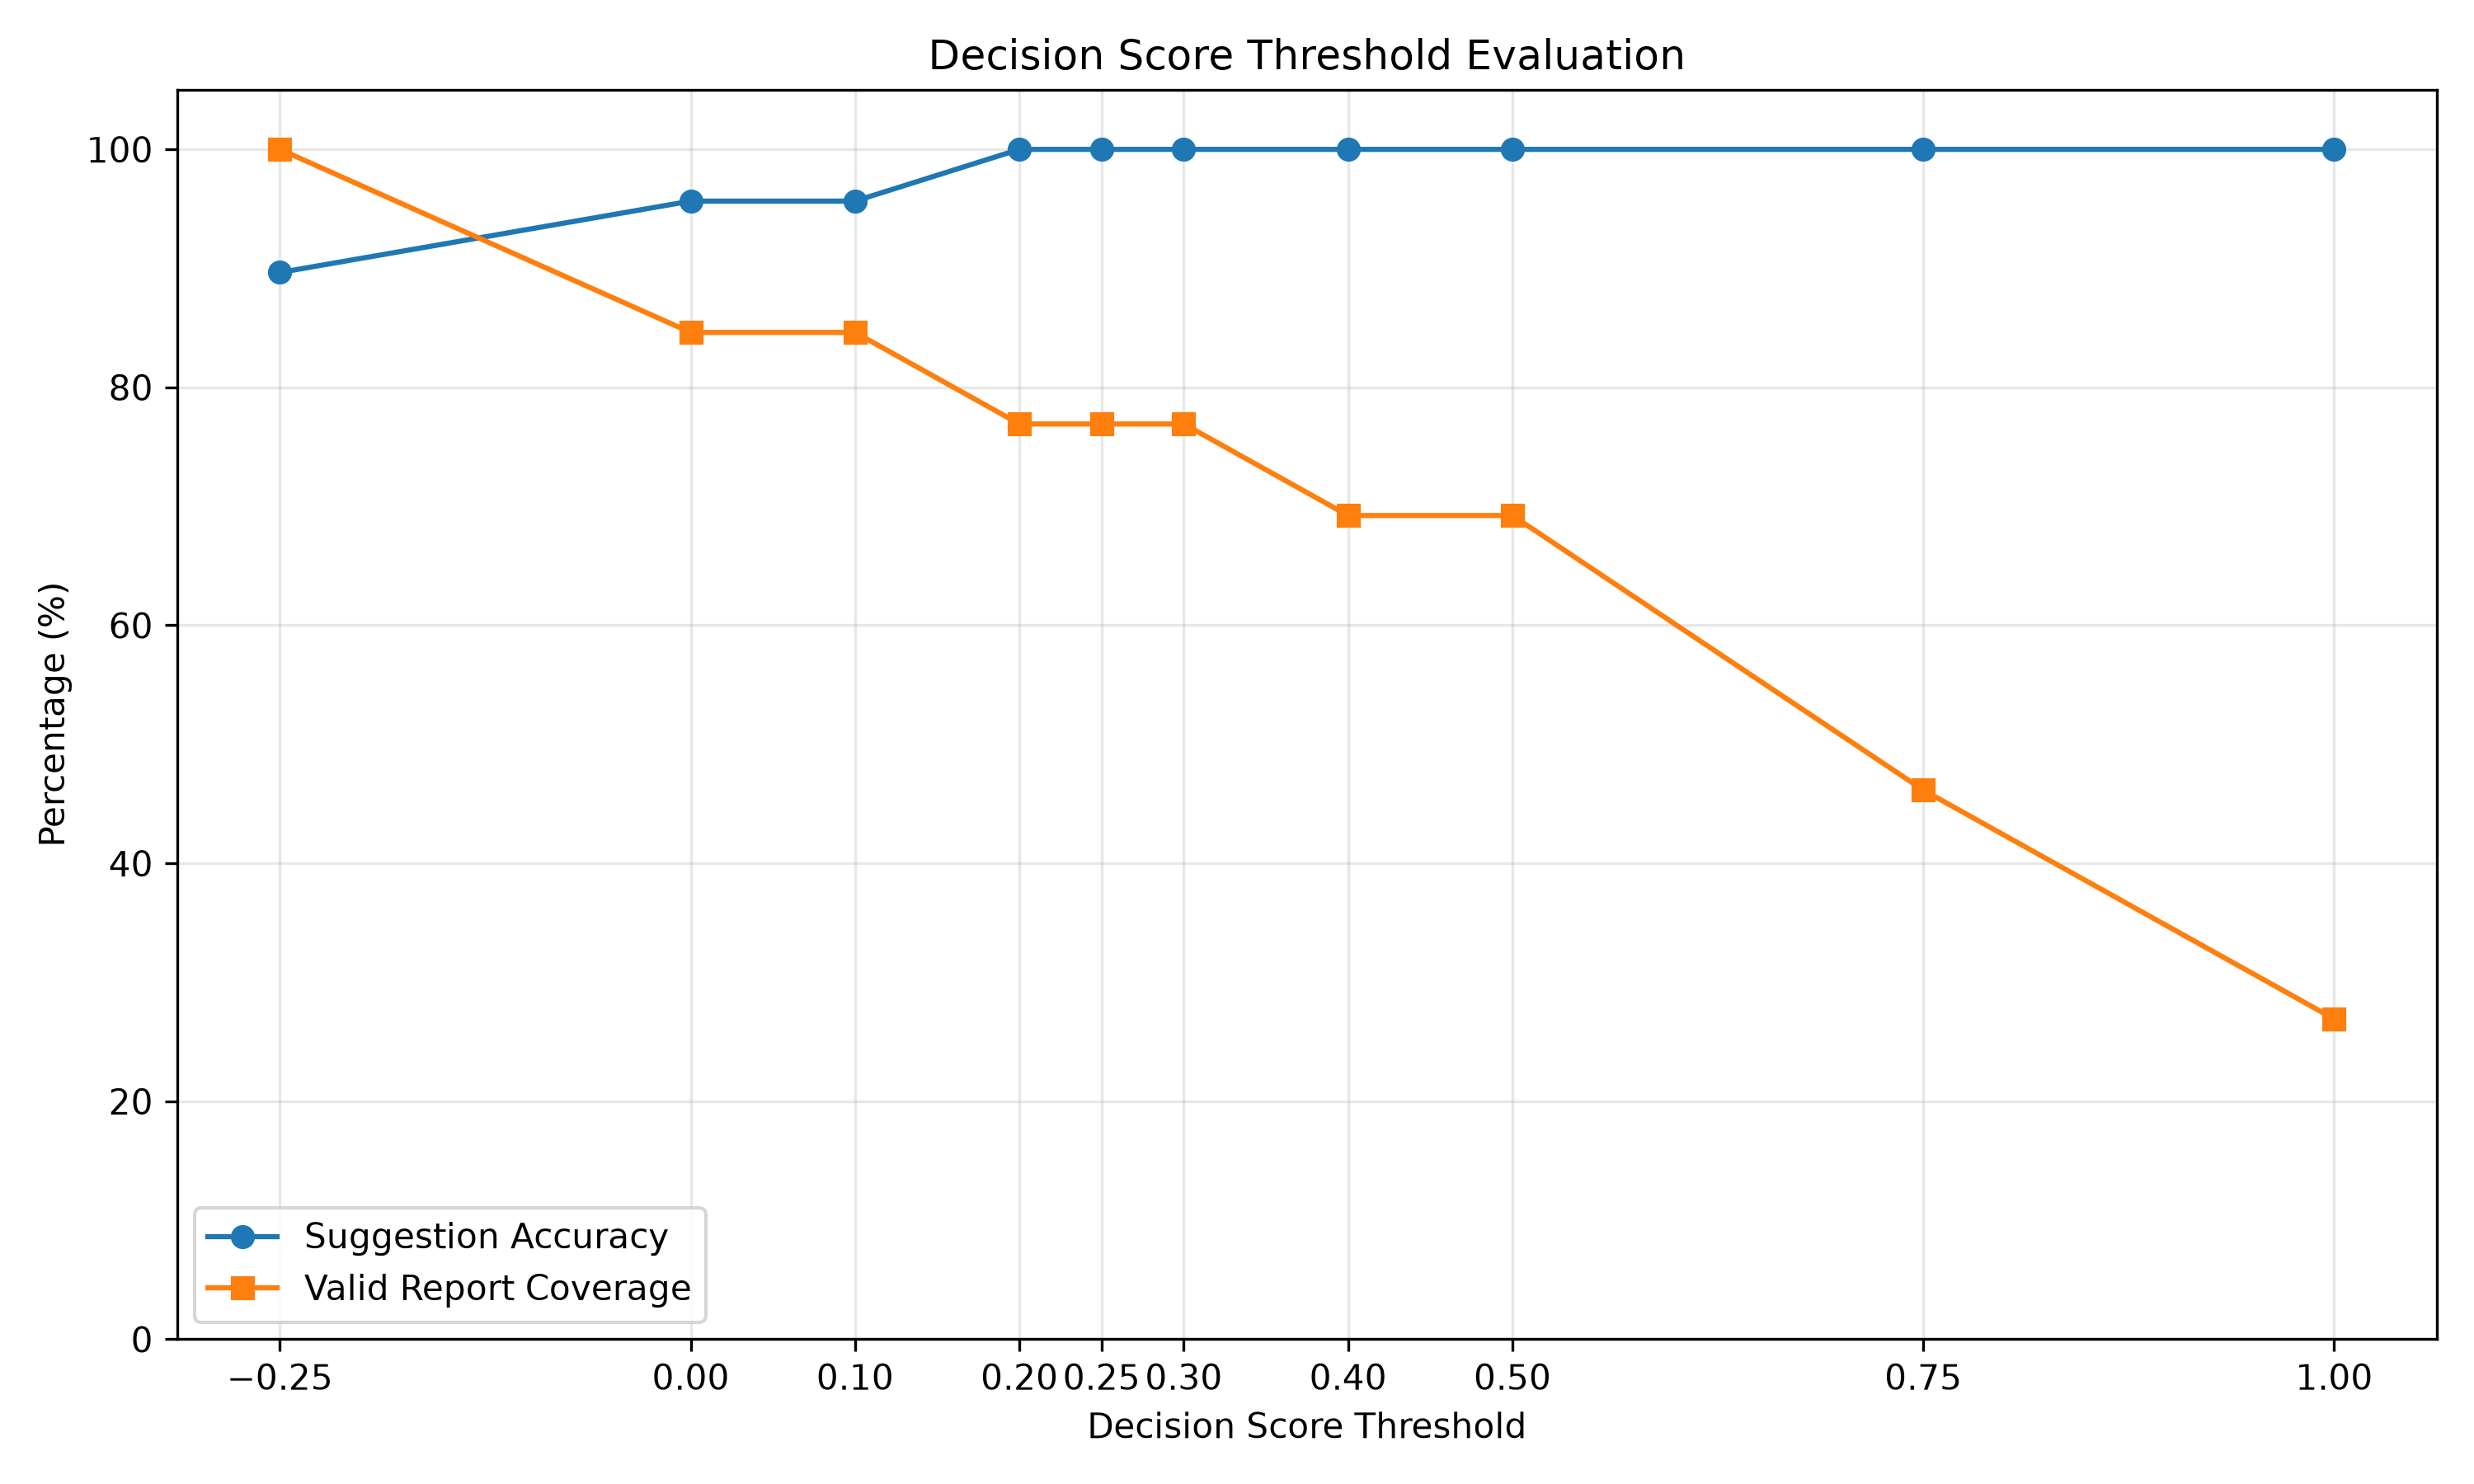 Decision Score Threshold Evaluation
Percentage (%)
100
80
60
40
20
0
Suggestion Accuracy
Valid Report Coverage
−0.25 0.00 0.10 0.20 0.25 0.30 0.40 0.50 0.75 1.00
Decision Score Threshold